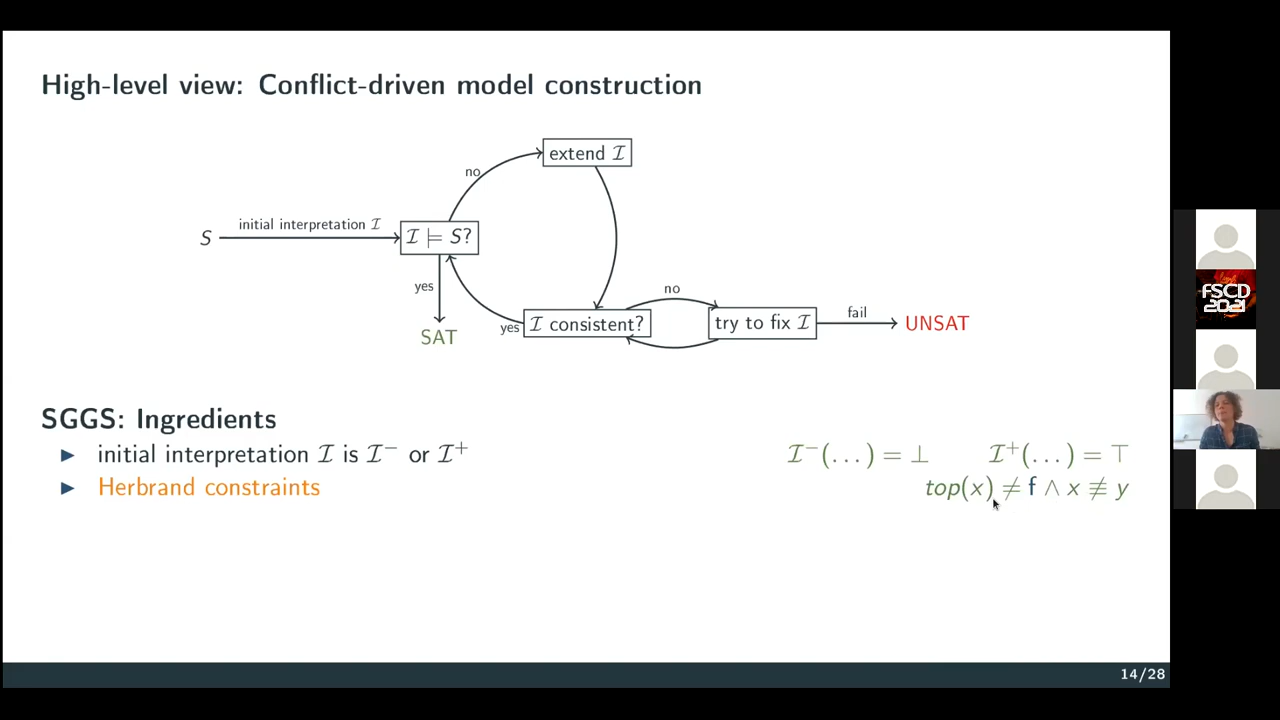 High-level view: Conflict-driven model construction
extend ℐ
no
initial interpretation ℐ
S
ℐ ⊨ S?
yes
SAT
no
yes
ℐ consistent?
try to fix ℐ
fail
UNSAT
SGGS: Ingredients
► initial interpretation ℐ is ℐ⁻ or ℐ⁺
ℐ⁻(...) = ⊥ ℐ⁺(...) = ⊤
► Herbrand constraints
top(x) ≠ f ∧ x ≢ y
FSCD
2021
14/28